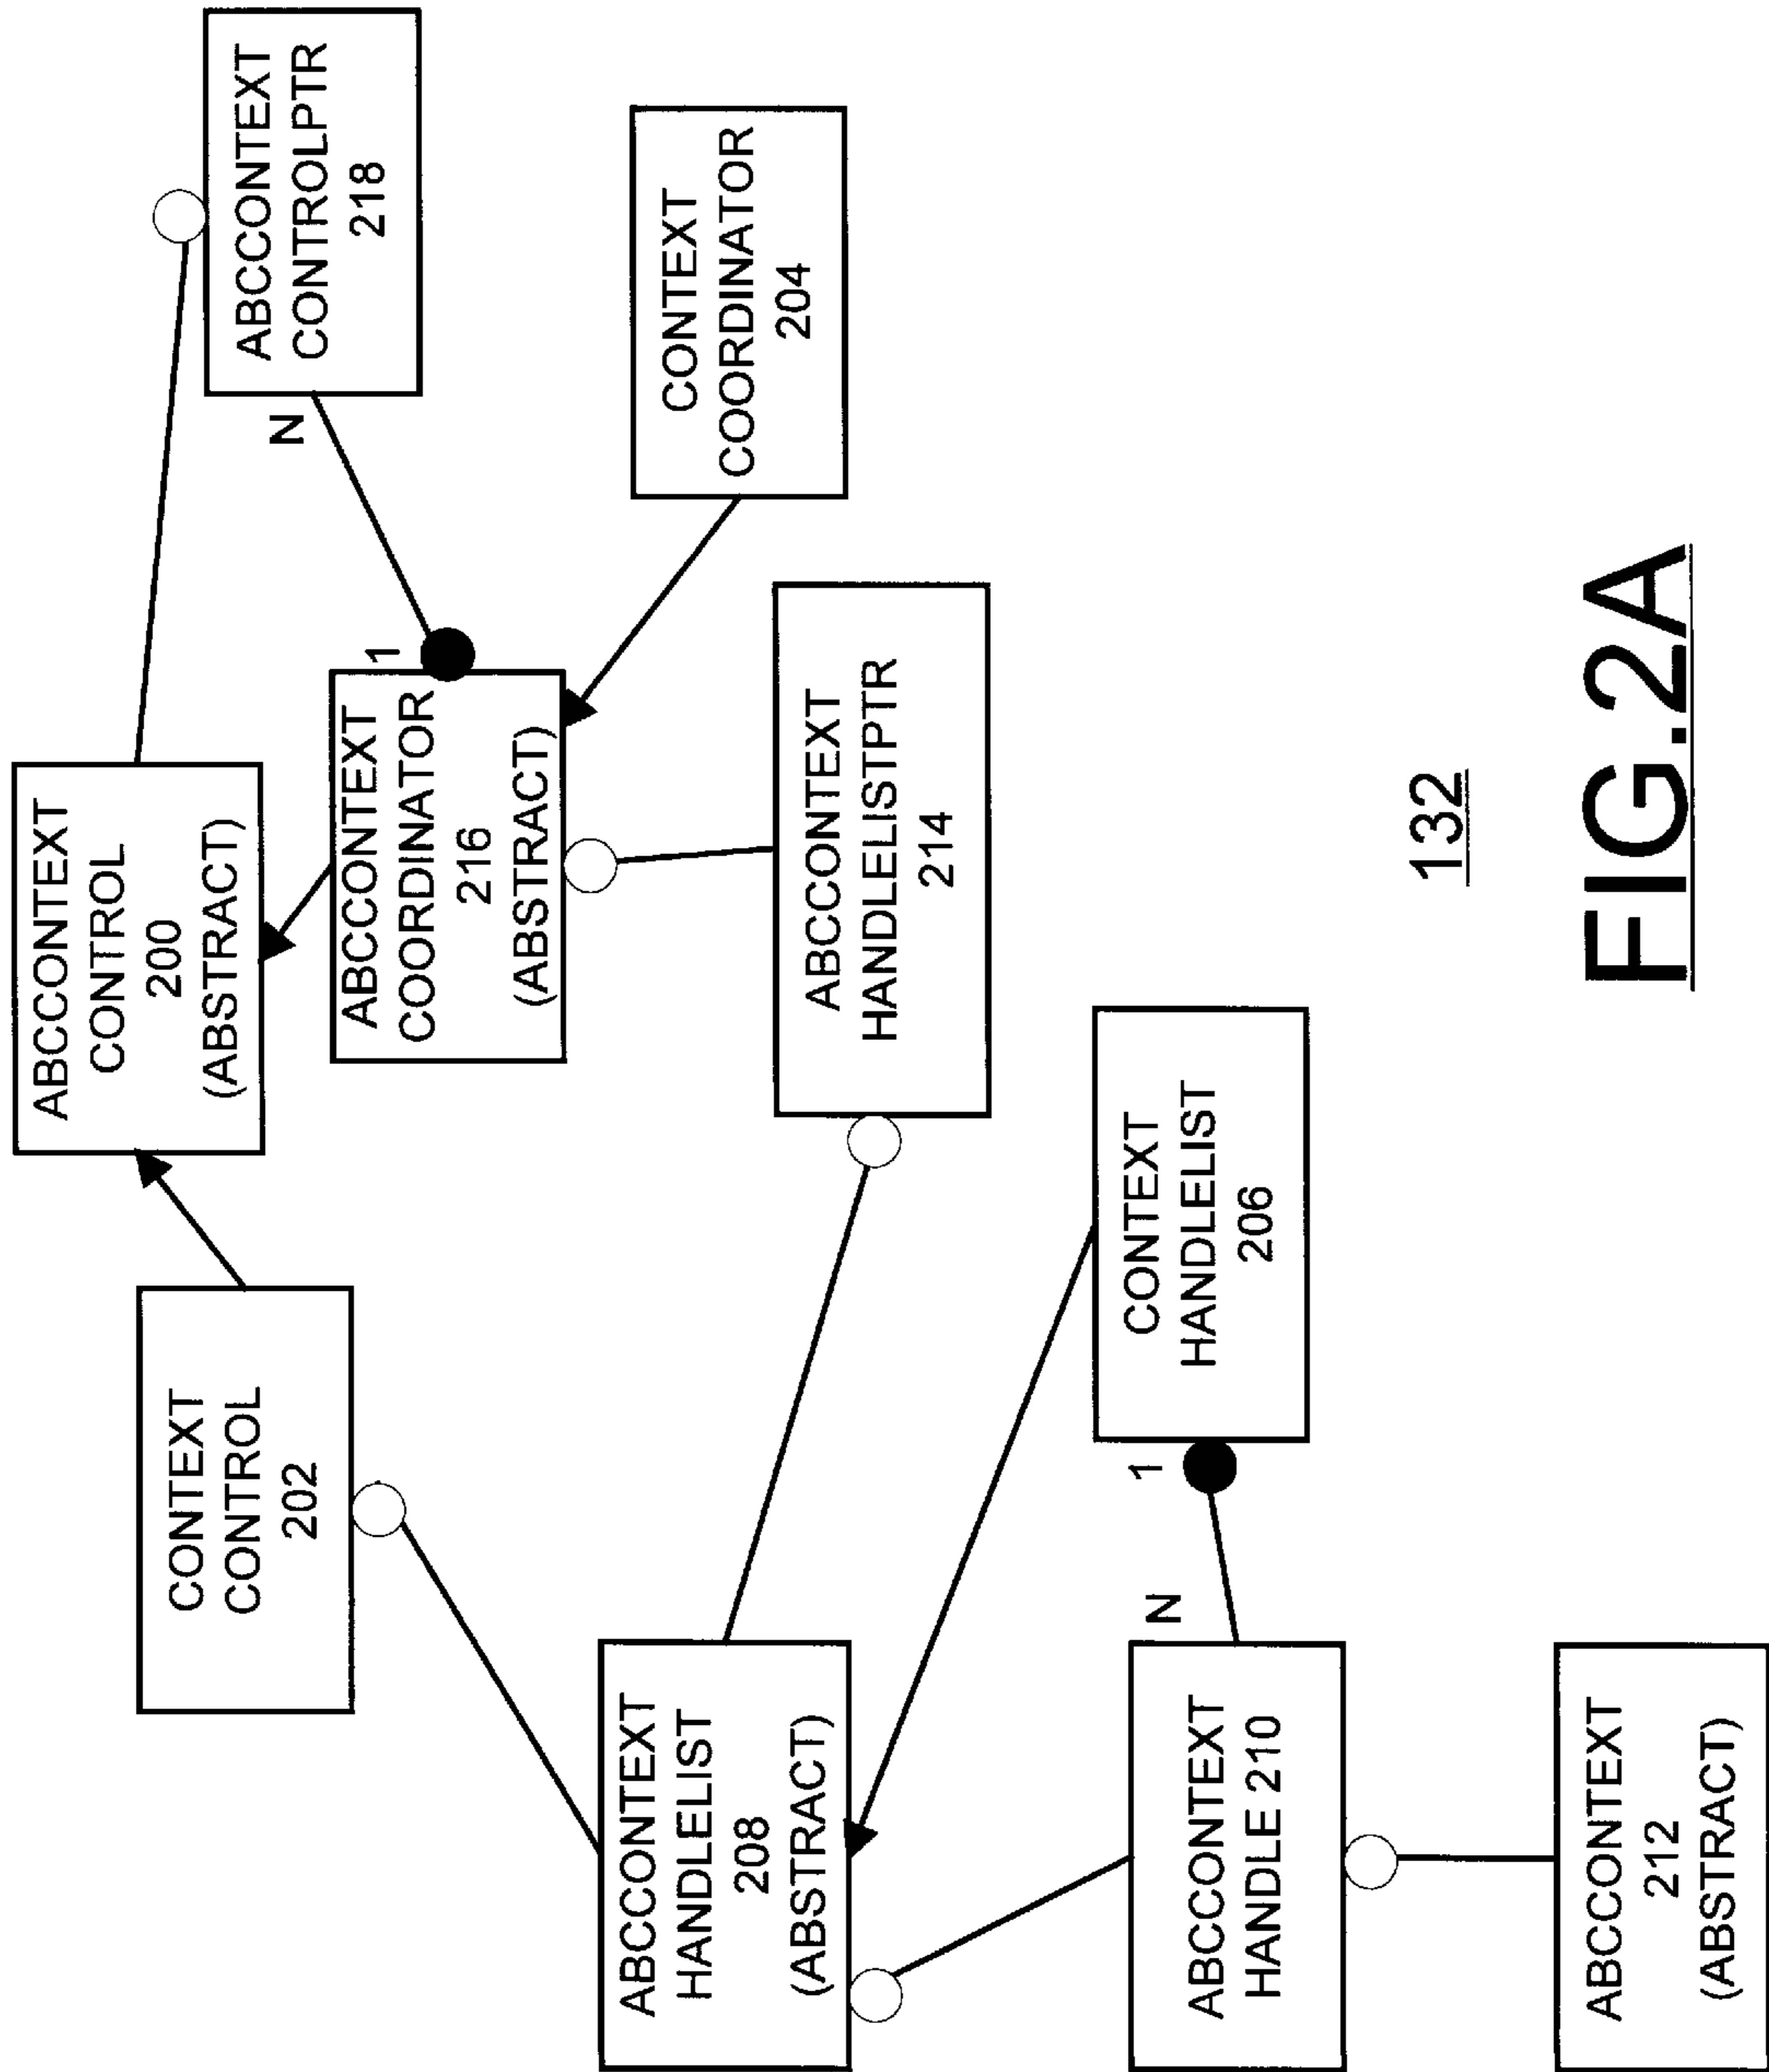 ABCCONTEXT
CONTROL
200
(ABSTRACT)
CONTEXT
CONTROL
202
ABCCONTEXT
CONTROLPTR
218
N
1
ABCCONTEXT
COORDINATOR
216
(ABSTRACT)
ABCCONTEXT
HANDLELIST
208
(ABSTRACT)
CONTEXT
COORDINATOR
204
ABCCONTEXT
HANDLELISTPTR
214
CONTEXT
HANDLELIST
206
1
N
ABCCONTEXT
HANDLE 210
ABCCONTEXT
212
(ABSTRACT)
132
FIG.2A